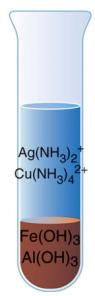 Ag(NH₃)₂⁺
Cu(NH₃)₄²⁺
Fe(OH)₃
Al(OH)₃